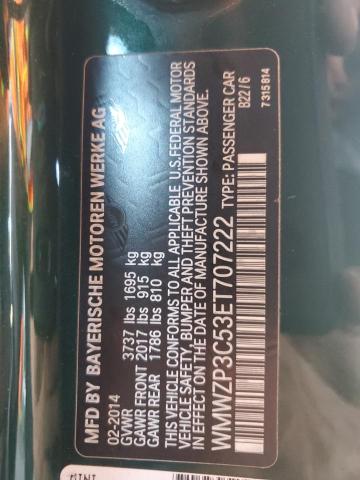 MFD BY BAYERISCHE MOTOREN WERKE AG
02-2014
GVWR 3737 lbs 1695 kg
GAWR FRONT 2017 lbs 915 kg
GAWR REAR 1786 lbs 810 kg
THIS VEHICLE CONFORMS TO ALL APPLICABLE U.S.FEDERAL MOTOR
VEHICLE SAFETY, BUMPER AND THEFT PREVENTION STANDARDS
IN EFFECT ON THE DATE OF MANUFACTURE SHOWN ABOVE.
WMWZP3C53ET707222 TYPE: PASSENGER CAR
B22/6
7315814
MINI